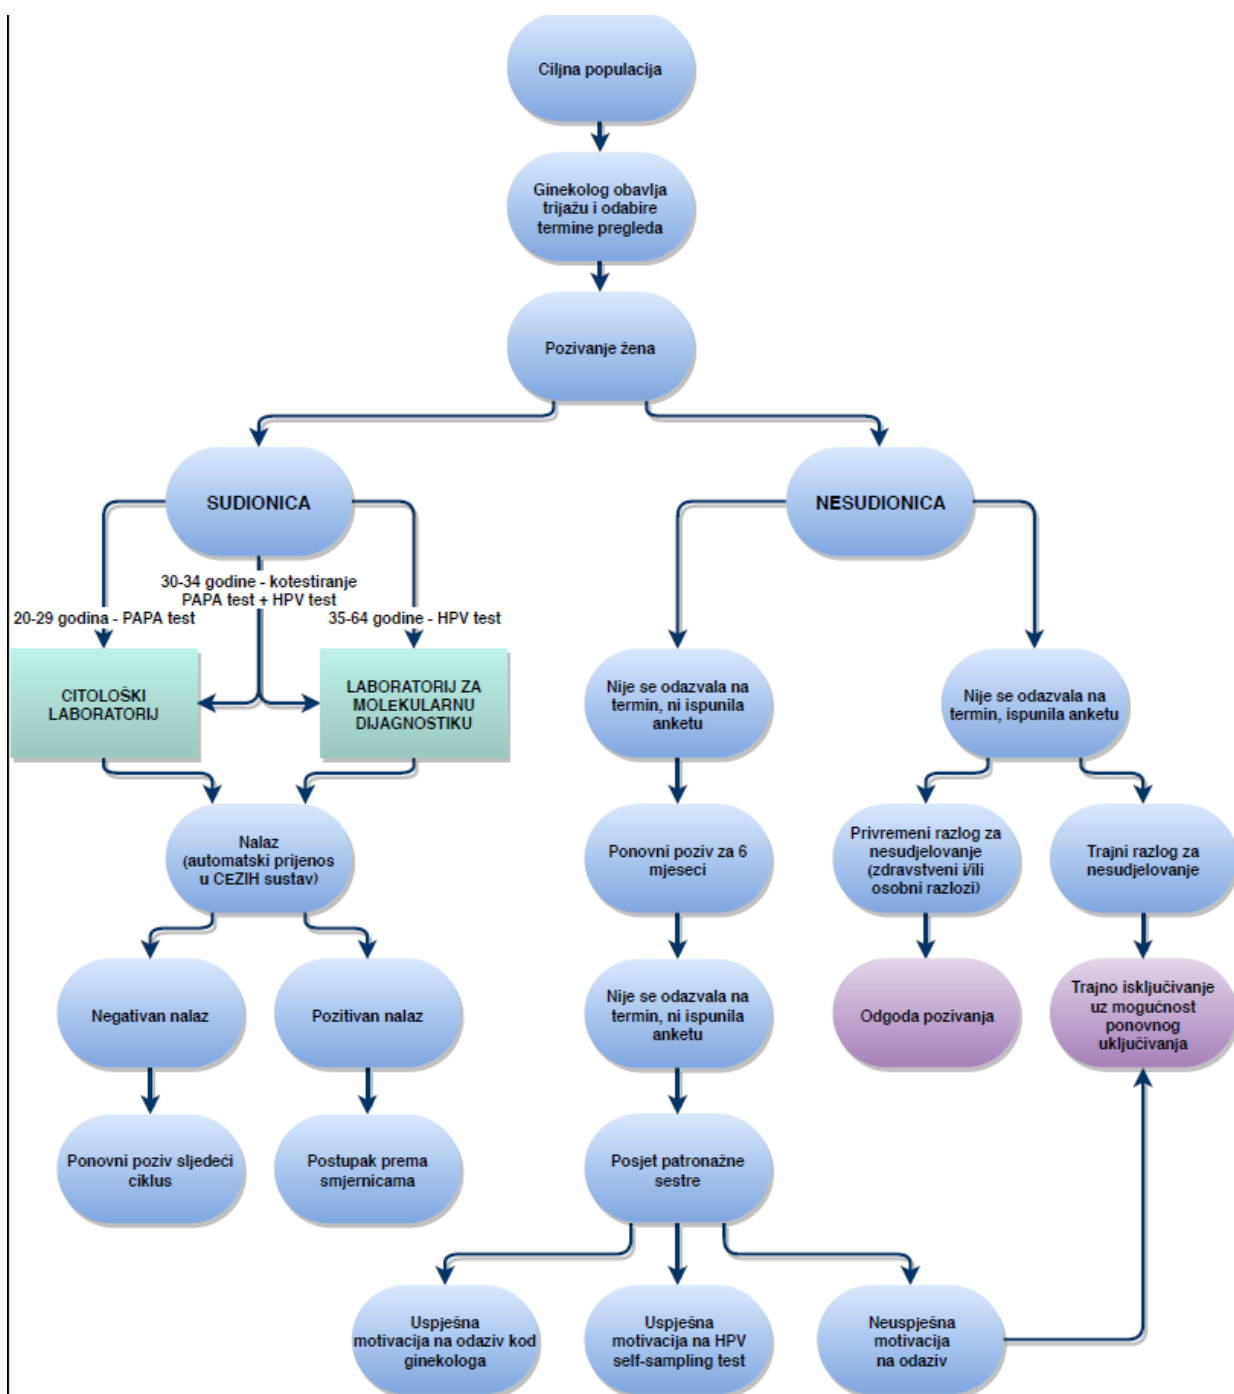 Ciljna populacija
Ginekolog obavlja
trijažu i odabire
termine pregleda
Pozivanje žena
SUDIONICA
NESUDIONICA
30-34 godine - kotestiranje
PAPA test + HPV test
20-29 godina - PAPA test
35-64 godine - HPV test
CITOLOŠKI
LABORATORIJ
LABORATORIJ ZA
MOLEKULARNU
DIJAGNOSTIKU
Nije se odazvala na
termin, ni ispunila
anketu
Nije se odazvala na
termin, ispunila anketu
Nalaz
(automatski prijenos
u CEZIH sustav)
Ponovni poziv za 6
mjeseci
Privremeni razlog za
nesudjelovanje
(zdravstveni i/ili
osobni razlozi)
Trajni razlog za
nesudjelovanje
Negativan nalaz
Pozitivan nalaz
Nije se odazvala na
termin, ni ispunila
anketu
Odgoda pozivanja
Trajno isključivanje
uz mogućnost
ponovnog
uključivanja
Ponovni poziv sljedeći
ciklus
Postupak prema
smjernicama
Posjet patronažne
sestre
Uspješna
motivacija na odaziv kod
ginekologa
Uspješna
motivacija na HPV
self-sampling test
Neuspješna
motivacija
na odaziv